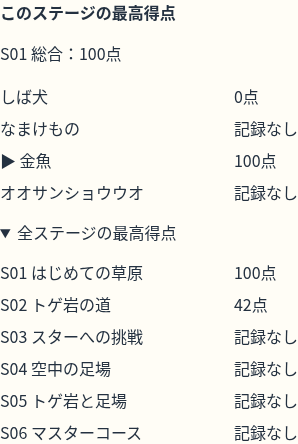 このステージの最高得点
S01 総合：100点
しば犬 0点
なまけもの 記録なし
▶ 金魚 100点
オオサンショウウオ 記録なし
▼ 全ステージの最高得点
S01 はじめての草原 100点
S02 トゲ岩の道 42点
S03 スターへの挑戦 記録なし
S04 空中の足場 記録なし
S05 トゲ岩と足場 記録なし
S06 マスターコース 記録なし